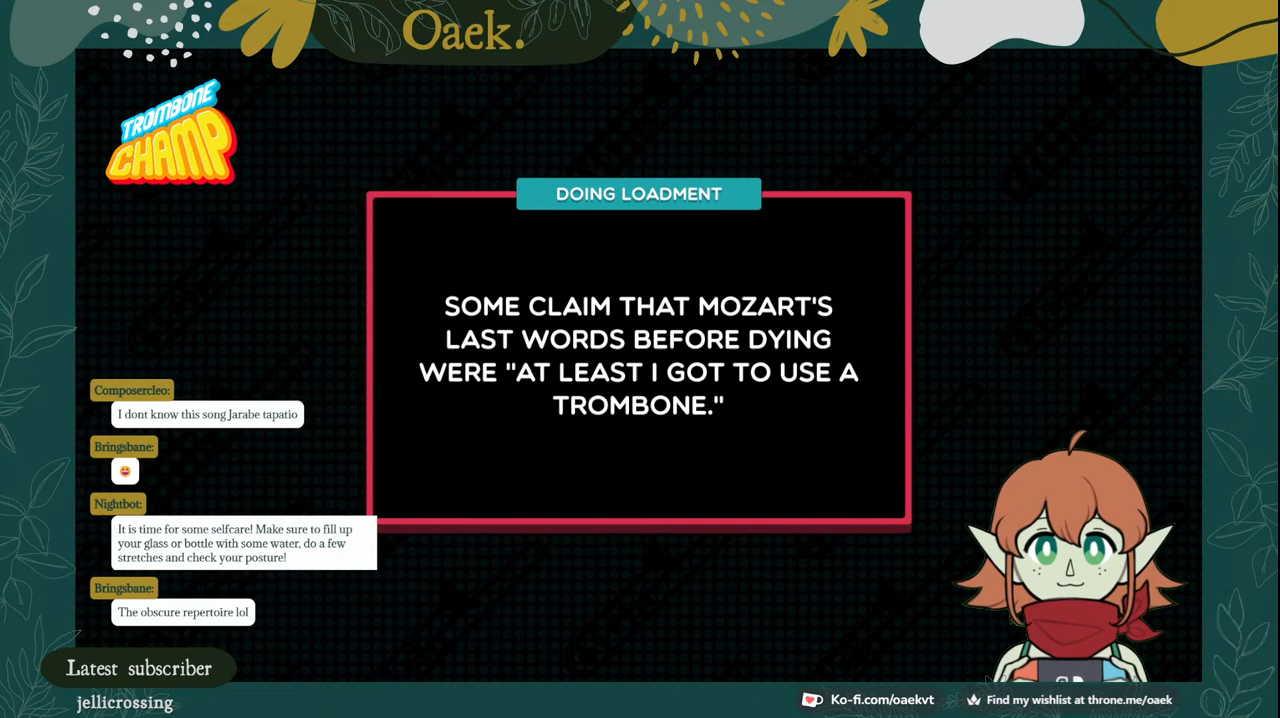 Oaek.
TROMBONE
CHAMP
DOING LOADMENT
SOME CLAIM THAT MOZART'S
LAST WORDS BEFORE DYING
WERE "AT LEAST I GOT TO USE A
TROMBONE."
Composercleo:
I dont know this song Jarabe tapatio
Bringsbane:
Nightbot:
It is time for some selfcare! Make sure to fill up
your glass or bottle with some water, do a few
stretches and check your posture!
Bringsbane:
The obscure repertoire lol
Latest subscriber
jellicrossing
Ko-fi.com/oaekvt
Find my wishlist at throne.me/oaek